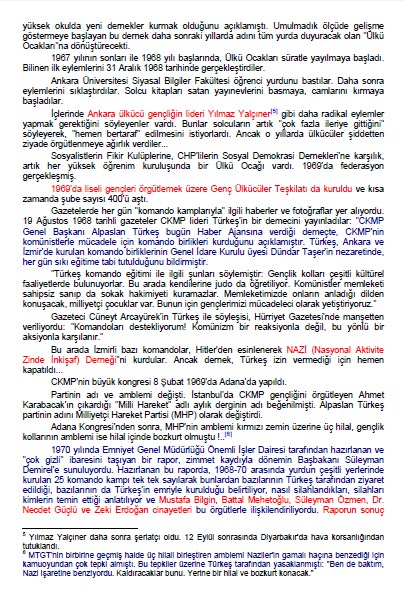 yüksek okulda yeni dernekler kurmak olduğunu açıklamıştı. Umulmadık ölçüde gelişme
göstermeye başlayan bu dernek daha sonraki yıllarda adını tüm yurda duyuracak olan "Ülkü
Ocakları"na dönüştürecekti.
1967 yılının sonları ile 1968 yılı başlarında, Ülkü Ocakları süratle yayılmaya başladı.
Bilinen ilk eylemlerini 31 Aralık 1968 tarihinde gerçekleştirdiler.
Ankara Üniversitesi Siyasal Bilgiler Fakültesi öğrenci yurdunu bastılar. Daha sonra
eylemlerini sıklaştırdılar. Solcu kitapları satan yayınevlerini basmaya, camlarını kırmaya
başladılar.
İçlerinde Ankara ülkücü gençliğin lideri Yılmaz Yalçıner[5] gibi daha radikal eylemler
yapmak gerektiğini söyleyenler vardı. Bunlar solcuların artık "çok fazla ileriye gittiğini"
söyleyerek, "hemen bertaraf" edilmesini istiyorlardı. Ancak o yıllarda ülkücüler şiddetten
ziyade örgütlenmeye ağırlık verdiler...
Sosyalistlerin Fikir Kulüplerine, CHP'lilerin Sosyal Demokrasi Dernekleri'ne karşılık,
artık her yüksek öğrenim kuruluşunda bir Ülkü Ocağı vardı. 1969'da federasyon
gerçekleşmiş.
1969'da liseli gençleri örgütlemek üzere Genç Ülkücüler Teşkilatı da kuruldu ve kısa
zamanda şube sayısı 400'ü aştı.
Gazetelerde her gün "komando kamplarıyla" ilgili haberler ve fotoğraflar yer alıyordu.
19 Ağustos 1968 tarihli gazeteler CKMP lideri Türkeş'in bir demecini yayınladılar: "CKMP
Genel Başkanı Alpaslan Türkeş bugün Haber Ajansına verdiği demeçte, CKMP'nin
komünistlerle mücadele için komando birlikleri kurduğunu açıklamıştır. Türkeş, Ankara ve
İzmir'de kurulan komando birliklerinin Genel İdare Kurulu üyesi Dündar Taşer'in nezaretinde,
her gün sıkı eğitime tabi tutulduğunu bildirmiştir.
"Türkeş komando eğitimi ile ilgili şunları söylemiştir: Gençlik kolları çeşitli kültürel
faaliyetlerde bulunuyorlar. Bu arada kendilerine judo da öğretiliyor. Komünistler memleketi
sahipsiz sanıp da sokak hakimiyeti kuramazlar. Memleketimizde onların anladığı dilden
konuşacak, milliyetçi çocuklar var. Bunun için gençlerimizi mücadeleci olarak yetiştiriyoruz."
Gazeteci Cüneyt Arcayürek'in Türkeş ile söyleşisi, Hürriyet Gazetesi'nde manşetten
veriliyordu: "Komandoları destekliyorum! Komünizm bir reaksiyonla değil, bu yönlü bir
aksiyonla karşılanır."
Bu arada İzmirli bazı komandolar, Hitler'den esinlenerek NAZİ (Nasyonal Aktivite
Zinde İnkişaf) Derneği"ni kurdular. Ancak dernek, Türkeş izin vermediği için hemen
kapatıldı...
CKMP'nin büyük kongresi 8 Şubat 1969'da Adana'da yapıldı.
Partinin adı ve amblemi değişti. İstanbul'da CKMP gençliğini örgütleyen Ahmet
Karabacak'ın çıkardığı "Milli Hareket" adlı aylık derginin adı beğenilmişti. Alpaslan Türkeş
partinin adını Milliyetçi Hareket Partisi (MHP) olarak değiştirdi.
Adana Kongresi'nden sonra, MHP'nin amblemi kırmızı zemin üzerine üç hilal, gençlik
kollarının amblemi ise hilal içinde bozkurt olmuştu !..[6]
1970 yılında Emniyet Genel Müdürlüğü Önemli İşler Dairesi tarafından hazırlanan ve
"çok gizli" ibaresini taşıyan bir rapor, zimmet kaydıyla dönemin Başbakanı Süleyman
Demirel'e sunuluyordu. Hazırlanan bu raporda, 1968-70 arasında yurdun çeşitli yerlerinde
kurulan 25 komando kampı tek tek sayılarak bunlardan bazılarının Türkeş tarafından ziyaret
edildiği, bazılarının da Türkeş'in emriyle kurulduğu belirtiliyor, nasıl silahlandıkları, silahları
kimlerin temin ettiği anlatılıyor ve Mustafa Bilgin, Battal Mehetoğlu, Süleyman Özmen, Dr.
Necdet Güçlü ve Zeki Erdoğan cinayetleri bu örgütlerle ilişkilendiriliyordu. Raporun sonuç
5 Yılmaz Yalçıner daha sonra şeriatçı oldu. 12 Eylül sonrasında Diyarbakır'da hava korsanlığından
tutuklandı.
6 MTGT'nin birbirine geçmiş halde üç hilali birleştiren amblemi Naziler'in gamalı haçına benzediği için
kamuoyundan çok tepki almıştı. Bu tepkiler üzerine Türkeş tarafından yasaklanmıştı: "Ben de baktım,
Nazi işaretine benziyordu. Kaldıracaklar bunu. Yerine bir hilal ve bozkurt konacak."